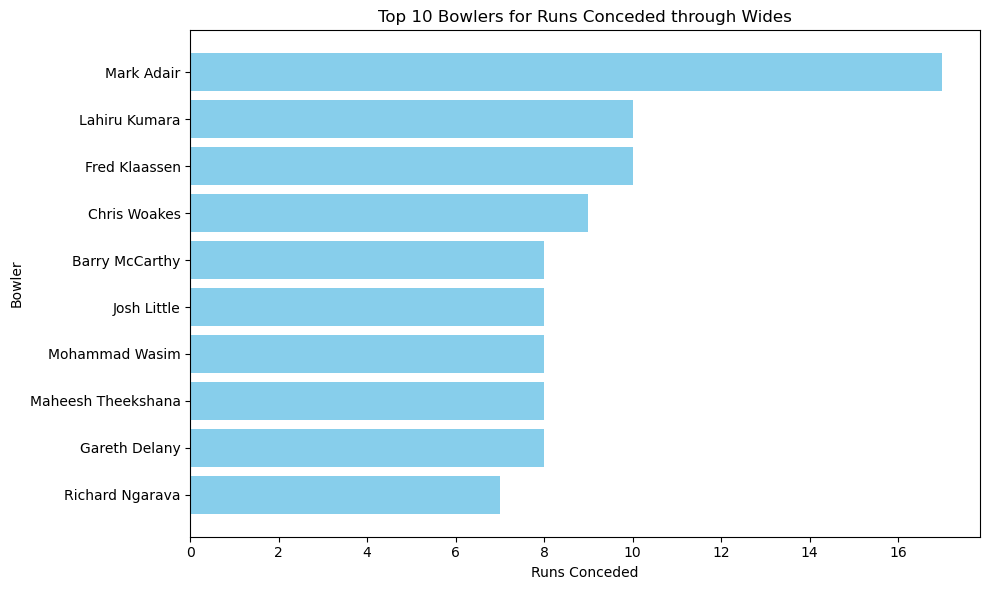 Top 10 Bowlers for Runs Conceded through Wides
Bowler
Mark Adair
Lahiru Kumara
Fred Klaassen
Chris Woakes
Barry McCarthy
Josh Little
Mohammad Wasim
Maheesh Theekshana
Gareth Delany
Richard Ngarava
0 2 4 6 8 10 12 14 16
Runs Conceded